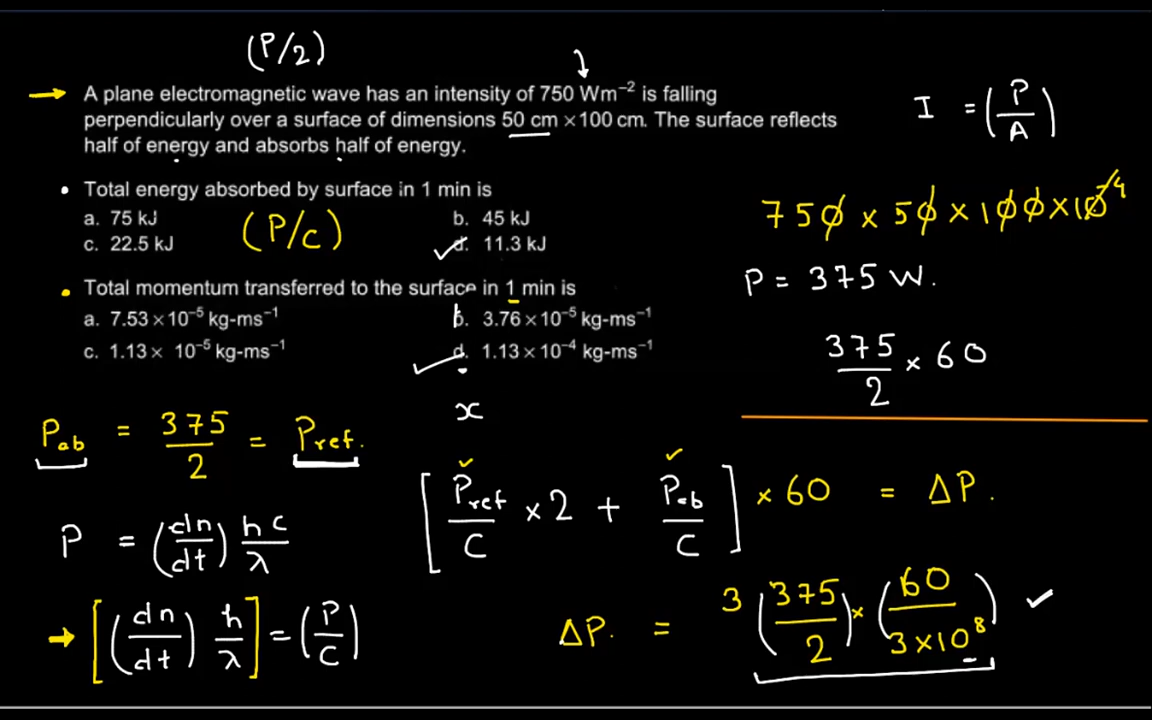 (P/2)
A plane electromagnetic wave has an intensity of 750 Wm⁻² is falling
perpendicularly over a surface of dimensions 50 cm ×100 cm. The surface reflects
half of energy and absorbs half of energy.
I = (P/A)
• Total energy absorbed by surface in 1 min is
a. 75 kJ b. 45 kJ
c. 22.5 kJ d. 11.3 kJ
(P/C)
750 × 50 × 100 × 10⁻⁴
P = 375 W.
• Total momentum transferred to the surface in 1 min is
a. 7.53 × 10⁻⁵ kg-ms⁻¹ b. 3.76 × 10⁻⁵ kg-ms⁻¹
c. 1.13 × 10⁻⁵ kg-ms⁻¹ d. 1.13 × 10⁻⁴ kg-ms⁻¹
375/2 × 60
x
Pab = 375/2 = Pref.
[Pref/C × 2 + Pab/C] × 60 = ΔP.
P = (dn/dt) hc/λ
→ [(dn/dt) h/λ] = (P/C)
ΔP. = 3 (375/2) × (60/3×10⁸)